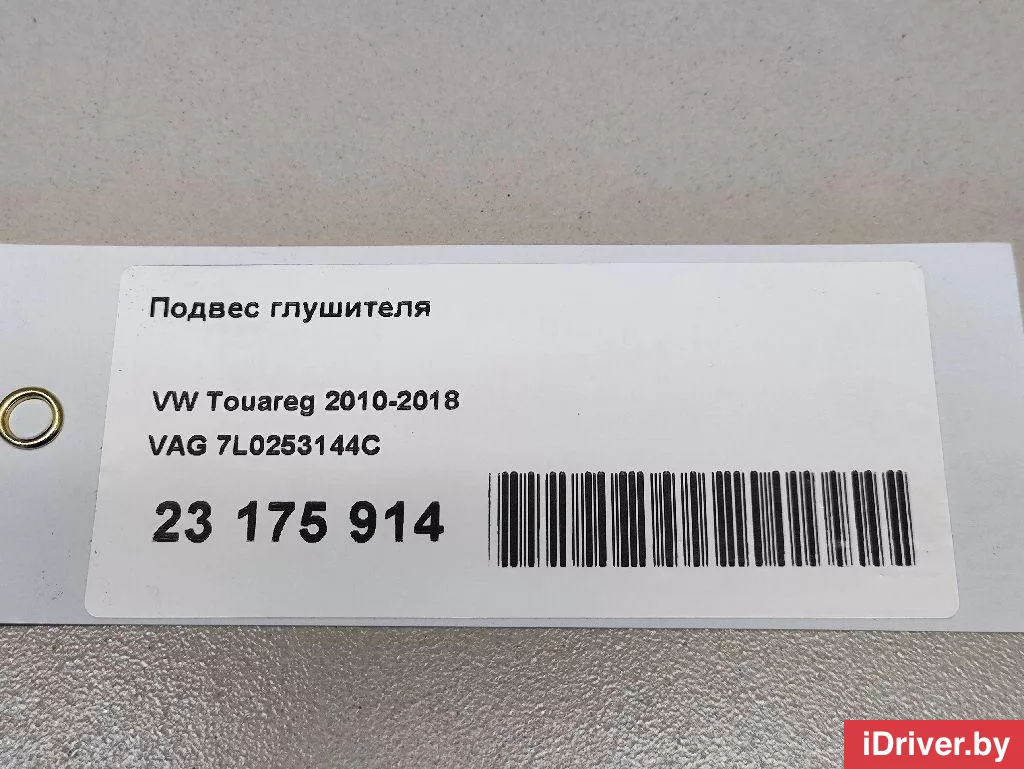 Подвес глушителя
VW Touareg 2010-2018
VAG 7L0253144C
23 175 914
iDriver.by